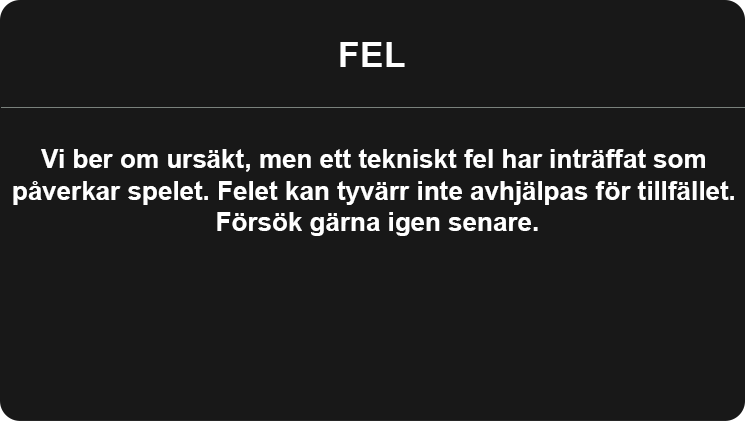 FEL
Vi ber om ursäkt, men ett tekniskt fel har inträffat som
påverkar spelet. Felet kan tyvärr inte avhjälpas för tillfället.
Försök gärna igen senare.